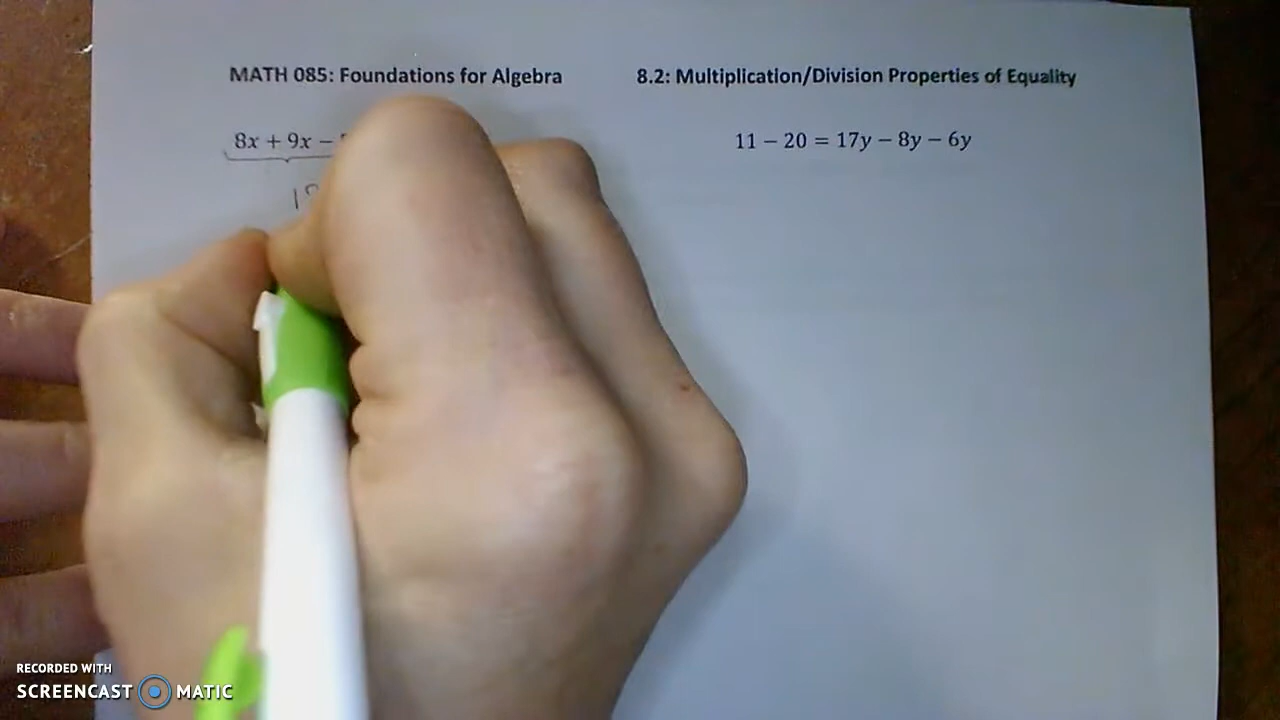 MATH 085: Foundations for Algebra 8.2: Multiplication/Division Properties of Equality
8x + 9x − 11 − 20 = 17y − 8y − 6y
1
RECORDED WITH
SCREENCAST MATIC